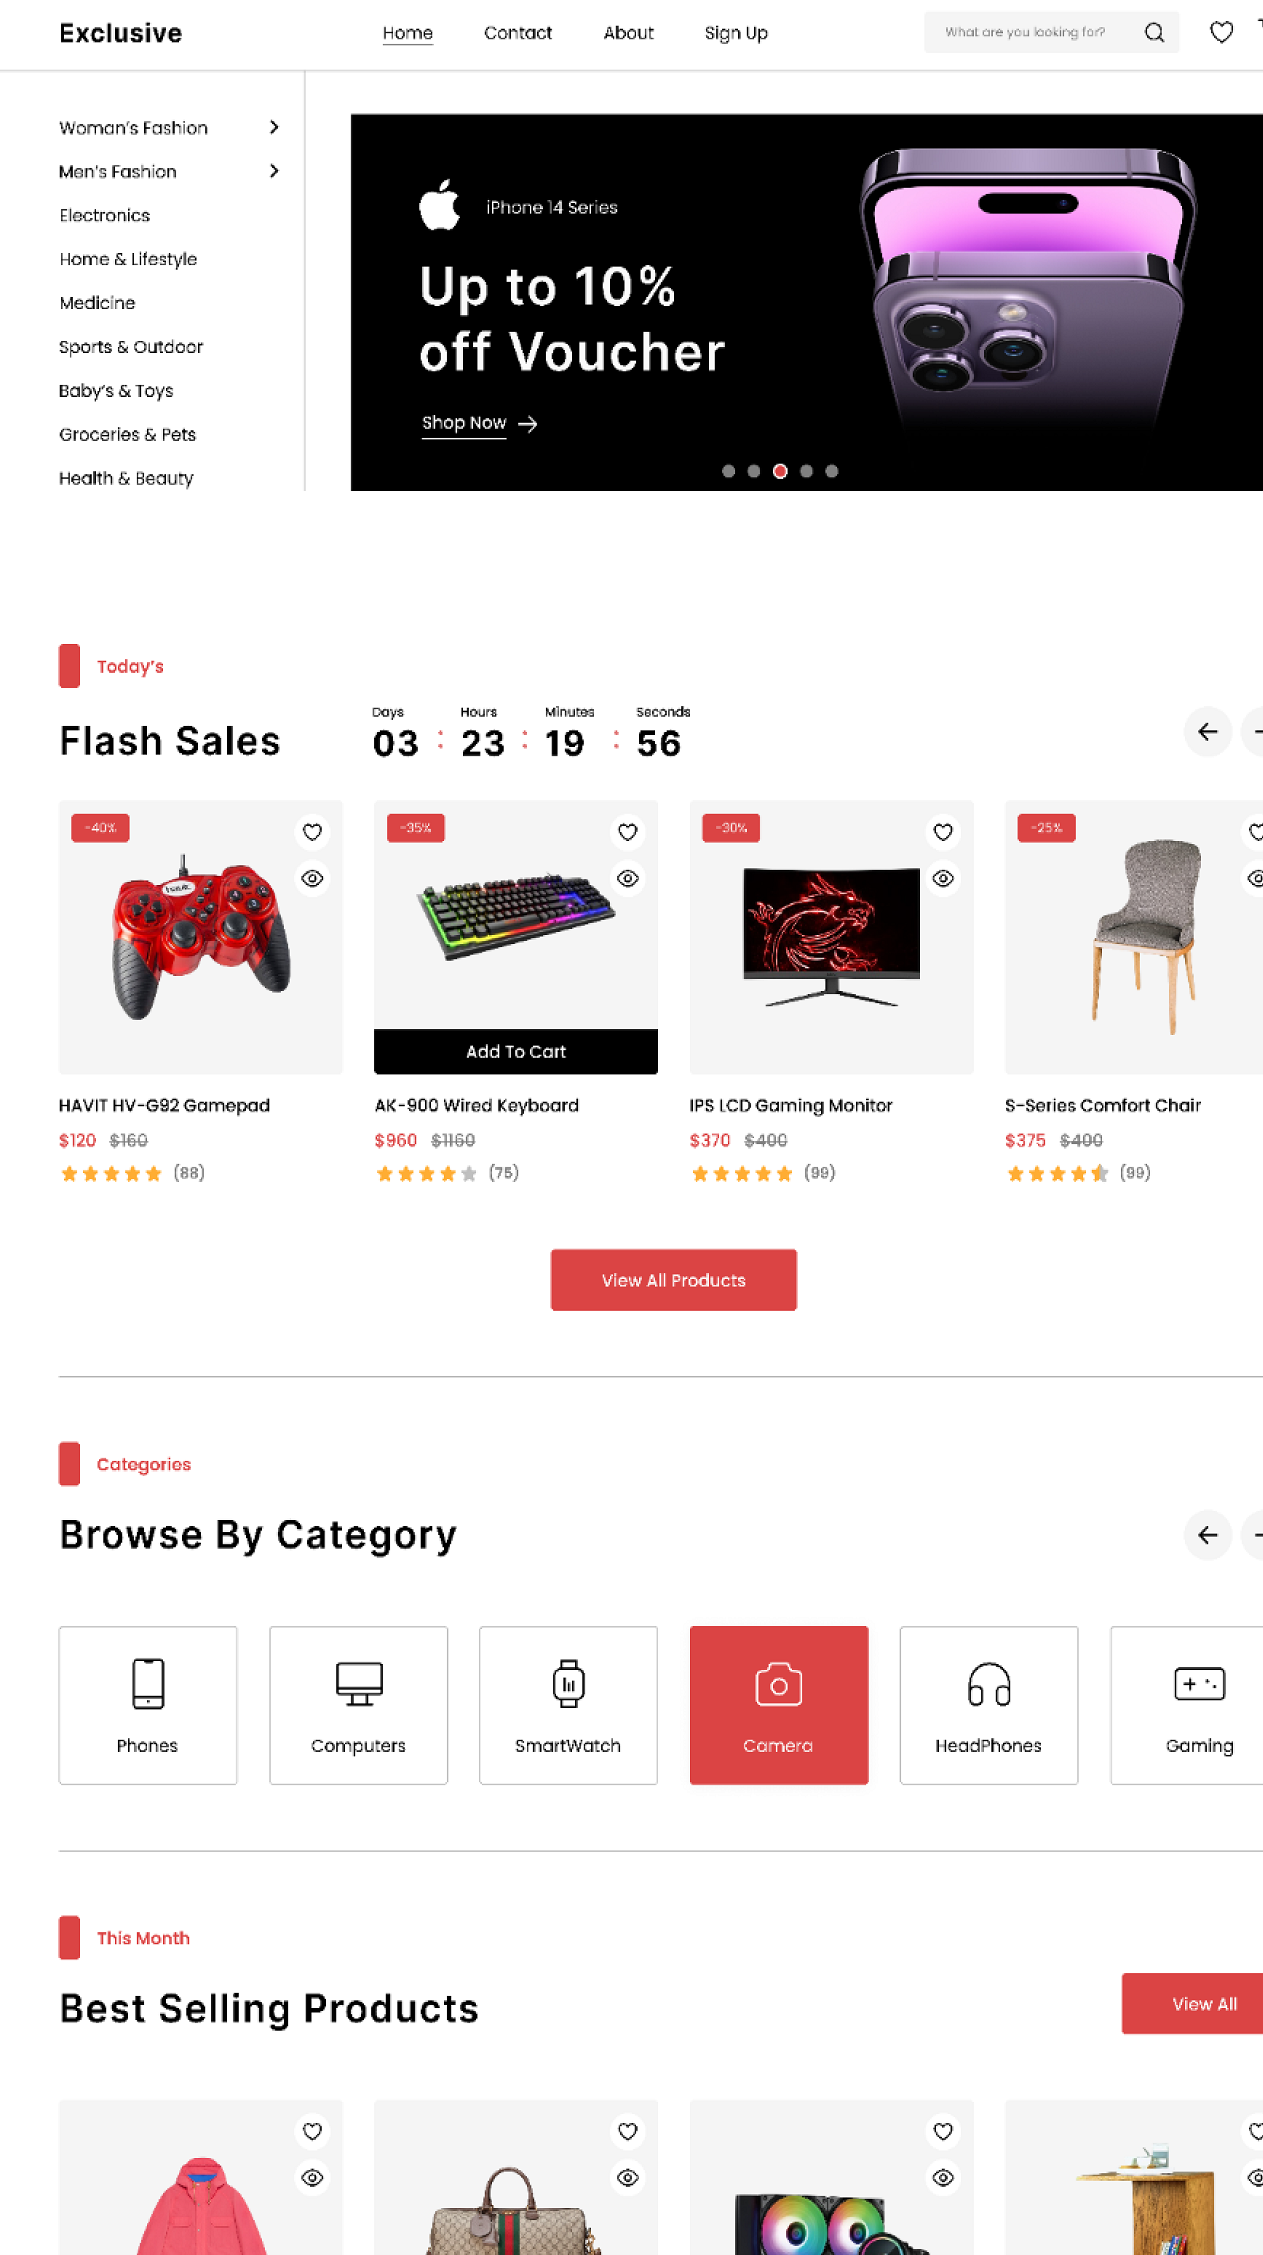 Exclusive
Home Contact About Sign Up
What are you looking for?
Woman's Fashion
Men's Fashion
Electronics
Home & Lifestyle
Medicine
Sports & Outdoor
Baby's & Toys
Groceries & Pets
Health & Beauty
iPhone 14 Series
Up to 10%
off Voucher
Shop Now
Today's
Flash Sales
Days Hours Minutes Seconds
03 : 23 : 19 : 56
-40% -35% -30% -25%
havit
Add To Cart
HAVIT HV-G92 Gamepad
$120 $160
(88)
AK-900 Wired Keyboard
$960 $1160
(75)
IPS LCD Gaming Monitor
$370 $400
(99)
S-Series Comfort Chair
$375 $400
(99)
View All Products
Categories
Browse By Category
Phones
Computers
SmartWatch
Camera
HeadPhones
Gaming
This Month
Best Selling Products
View All